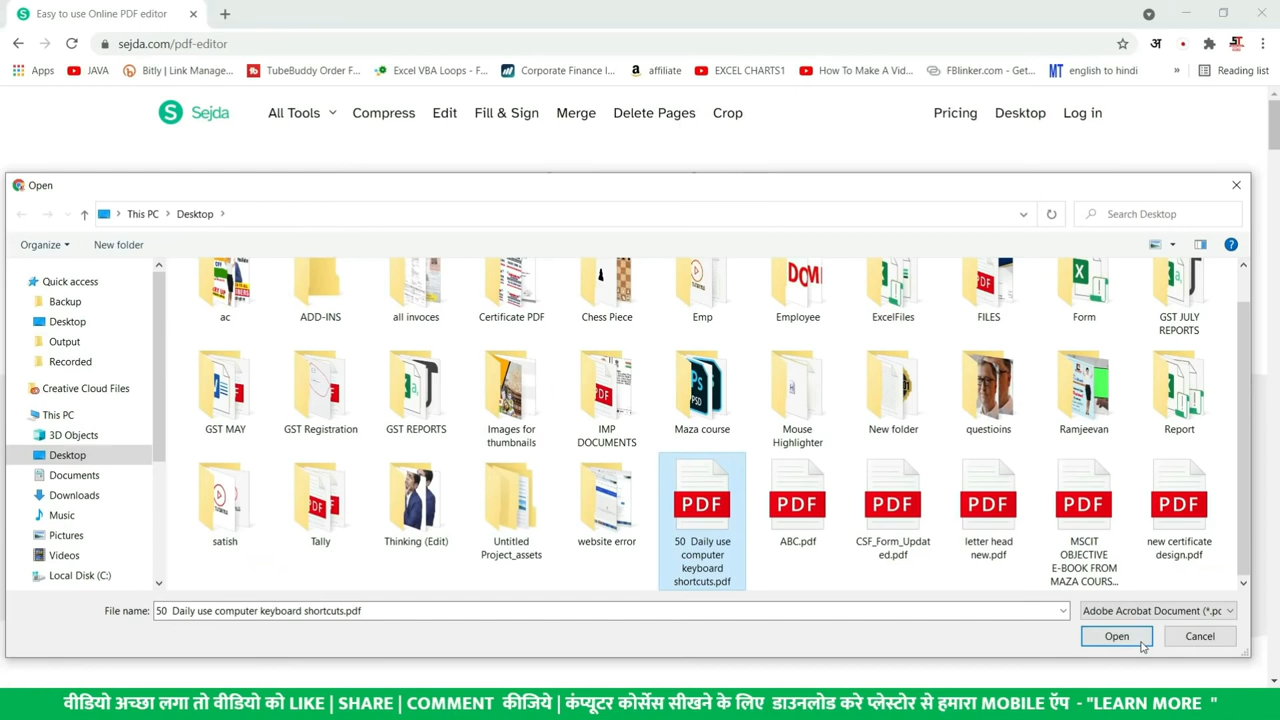 Easy to use Online PDF editor
sejda.com/pdf-editor
अ
Apps JAVA Bitly | Link Manage... TubeBuddy Order F... Excel VBA Loops - F... Corporate Finance I... affiliate EXCEL CHARTS1 How To Make A Vid... FBlinker.com - Get... MT english to hindi » Reading list
S Sejda All Tools Compress Edit Fill & Sign Merge Delete Pages Crop Pricing Desktop Log in
Open
This PC > Desktop > Search Desktop
Organize New folder
Quick access
Backup
Desktop
Output
Recorded
Creative Cloud Files
This PC
3D Objects
Desktop
Documents
Downloads
Music
Pictures
Videos
Local Disk (C:)
ac ADD-INS all invoces Certificate PDF Chess Piece Emp Employee ExcelFiles FILES Form GST JULY
REPORTS
GST MAY GST Registration GST REPORTS Images for
thumbnails
IMP
DOCUMENTS
Maza course Mouse
Highlighter
New folder questioins Ramjeevan Report
satish Tally Thinking (Edit) Untitled
Project_assets
website error
50 Daily use
computer
keyboard
shortcuts.pdf
ABC.pdf
CSF_Form_Updat
ed.pdf
letter head
new.pdf
MSCIT
OBJECTIVE
E-BOOK FROM
MAZA COURS...
new certificate
design.pdf
PDF PDF PDF PDF PDF PDF
File name: 50 Daily use computer keyboard shortcuts.pdf Adobe Acrobat Document (*.pc
Open Cancel
वीडियो अच्छा लगा तो वीडियो को LIKE | SHARE | COMMENT कीजिये | कंप्यूटर कोर्सेस सीखने के लिए डाउनलोड करे प्लेस्टोर से हमारा MOBILE ऍप - "LEARN MORE "